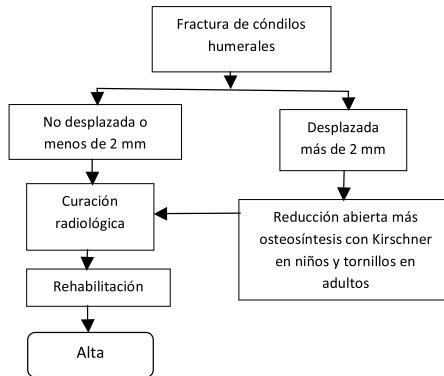 Fractura de cóndilos
humerales
No desplazada o
menos de 2 mm
Desplazada
más de 2 mm
Curación
radiológica
Reducción abierta más
osteosíntesis con Kirschner
en niños y tornillos en
adultos
Rehabilitación
Alta